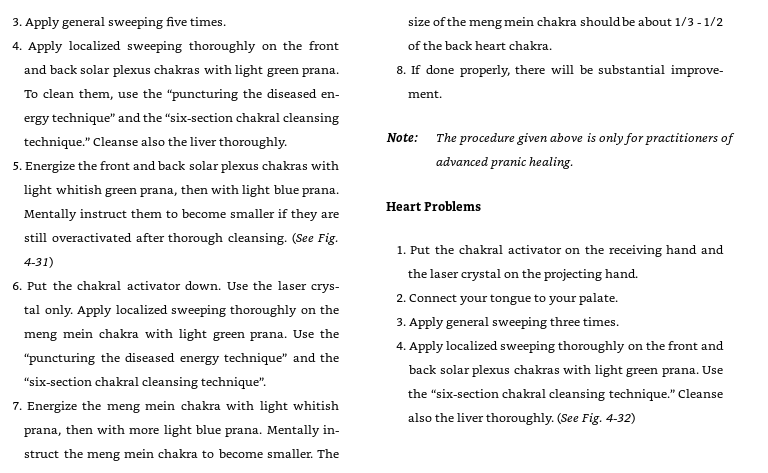 3. Apply general sweeping five times.
4. Apply localized sweeping thoroughly on the front
and back solar plexus chakras with light green prana.
To clean them, use the “puncturing the diseased en-
ergy technique” and the “six-section chakral cleansing
technique.” Cleanse also the liver thoroughly.
5. Energize the front and back solar plexus chakras with
light whitish green prana, then with light blue prana.
Mentally instruct them to become smaller if they are
still overactivated after thorough cleansing. (See Fig.
4-31)
6. Put the chakral activator down. Use the laser crys-
tal only. Apply localized sweeping thoroughly on the
meng mein chakra with light green prana. Use the
“puncturing the diseased energy technique” and the
“six-section chakral cleansing technique”.
7. Energize the meng mein chakra with light whitish
prana, then with more light blue prana. Mentally in-
struct the meng mein chakra to become smaller. The
size of the meng mein chakra should be about 1/3 - 1/2
of the back heart chakra.
8. If done properly, there will be substantial improve-
ment.
Note: The procedure given above is only for practitioners of
advanced pranic healing.
Heart Problems
1. Put the chakral activator on the receiving hand and
the laser crystal on the projecting hand.
2. Connect your tongue to your palate.
3. Apply general sweeping three times.
4. Apply localized sweeping thoroughly on the front and
back solar plexus chakras with light green prana. Use
the “six-section chakral cleansing technique.” Cleanse
also the liver thoroughly. (See Fig. 4-32)